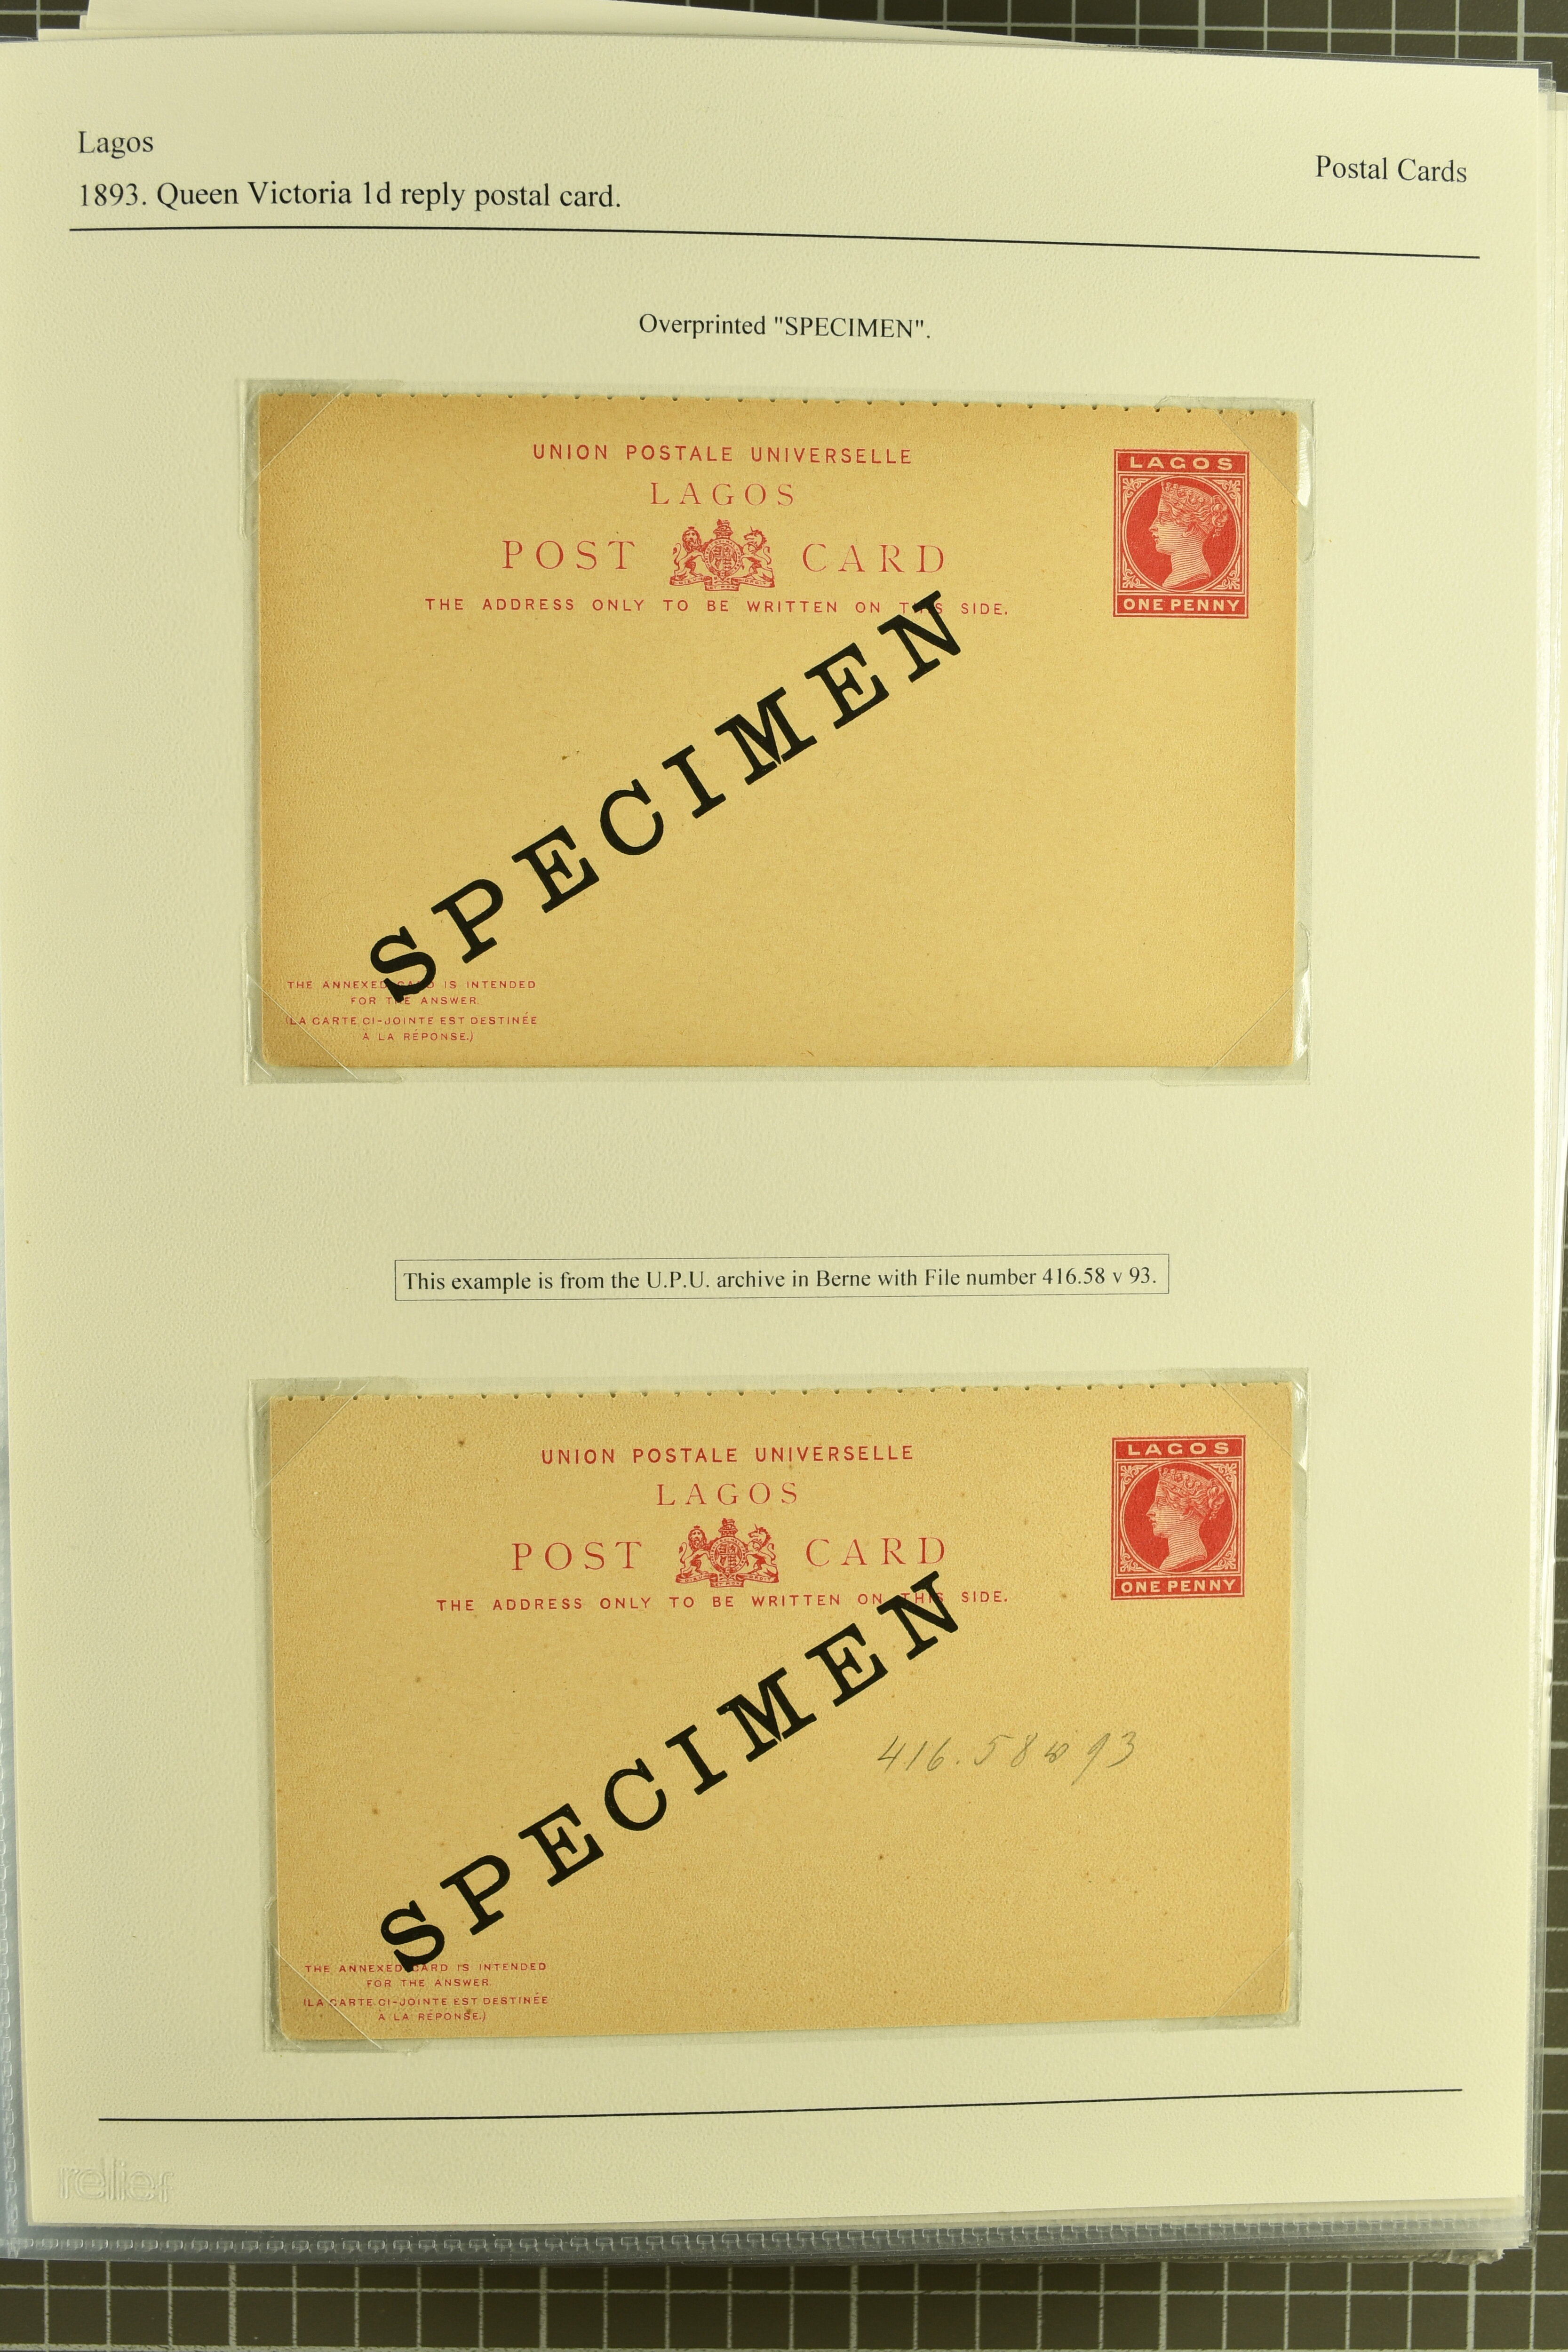 Lagos
Postal Cards
1893. Queen Victoria 1d reply postal card.
Overprinted "SPECIMEN".
UNION POSTALE UNIVERSELLE
LAGOS
POST CARD
THE ADDRESS ONLY TO BE WRITTEN ON THIS SIDE.
LAGOS
ONE PENNY
SPECIMEN
THE ANNEXED CARD IS INTENDED
FOR THE ANSWER.
(LA CARTE CI-JOINTE EST DESTINÉE
À LA RÉPONSE.)
This example is from the U.P.U. archive in Berne with File number 416.58 v 93.
UNION POSTALE UNIVERSELLE
LAGOS
POST CARD
THE ADDRESS ONLY TO BE WRITTEN ON THIS SIDE.
LAGOS
ONE PENNY
SPECIMEN
416.58 93
THE ANNEXED CARD IS INTENDED
FOR THE ANSWER.
(LA CARTE CI-JOINTE EST DESTINÉE
À LA RÉPONSE.)
relief